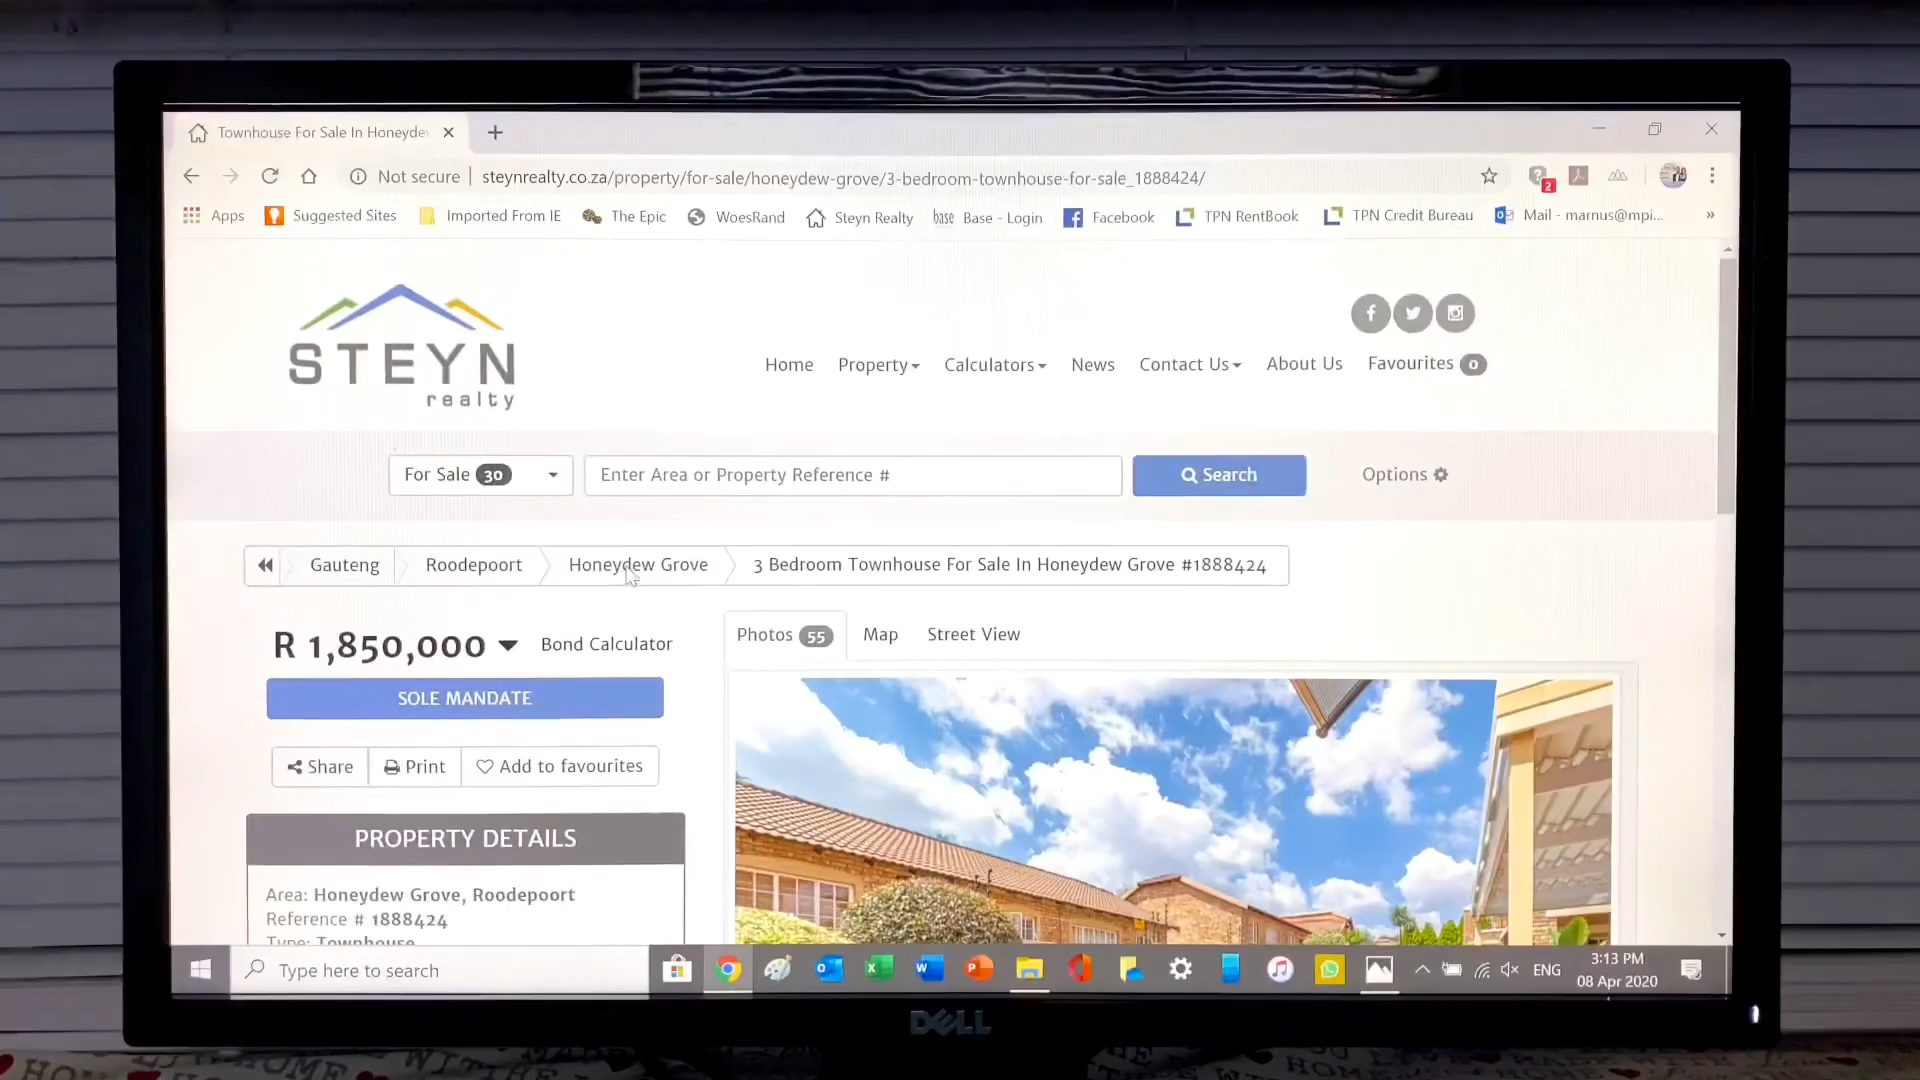 Townhouse For Sale In Honeyde
Not secure
steynrealty.co.za/property/for-sale/honeydew-grove/3-bedroom-townhouse-for-sale_1888424/
2
Apps
Suggested Sites
Imported From IE
The Epic
WoesRand
Steyn Realty
base Base - Login
Facebook
TPN RentBook
TPN Credit Bureau
Mail - marnus@mpi...
»
STEYN
realty
Home
Property
Calculators
News
Contact Us
About Us
Favourites 0
For Sale 30
Enter Area or Property Reference #
Search
Options
Gauteng
Roodepoort
Honeydew Grove
3 Bedroom Townhouse For Sale In Honeydew Grove #1888424
R 1,850,000
Bond Calculator
Photos 55
Map
Street View
SOLE MANDATE
Share
Print
Add to favourites
PROPERTY DETAILS
Area: Honeydew Grove, Roodepoort
Reference # 1888424
Type: Townhouse
Type here to search
ENG
3:13 PM
08 Apr 2020
DELL